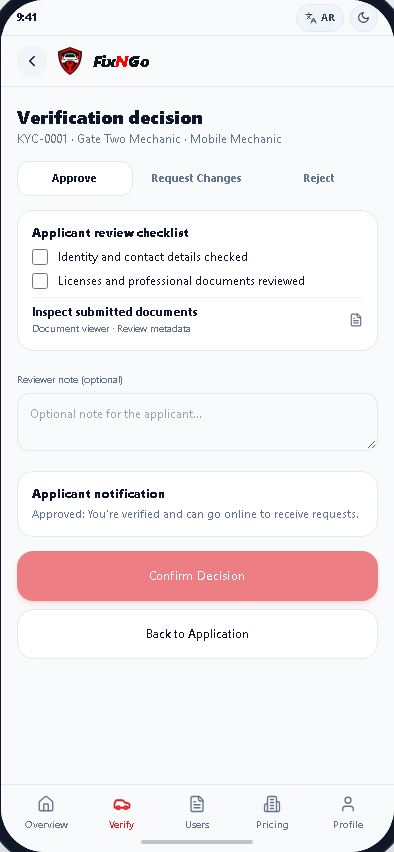 9:41
AR
FixNGo
Verification decision
KYC-0001 · Gate Two Mechanic · Mobile Mechanic
Approve
Request Changes
Reject
Applicant review checklist
Identity and contact details checked
Licenses and professional documents reviewed
Inspect submitted documents
Document viewer · Review metadata
Reviewer note (optional)
Optional note for the applicant...
Applicant notification
Approved: You're verified and can go online to receive requests.
Confirm Decision
Back to Application
Overview
Verify
Users
Pricing
Profile